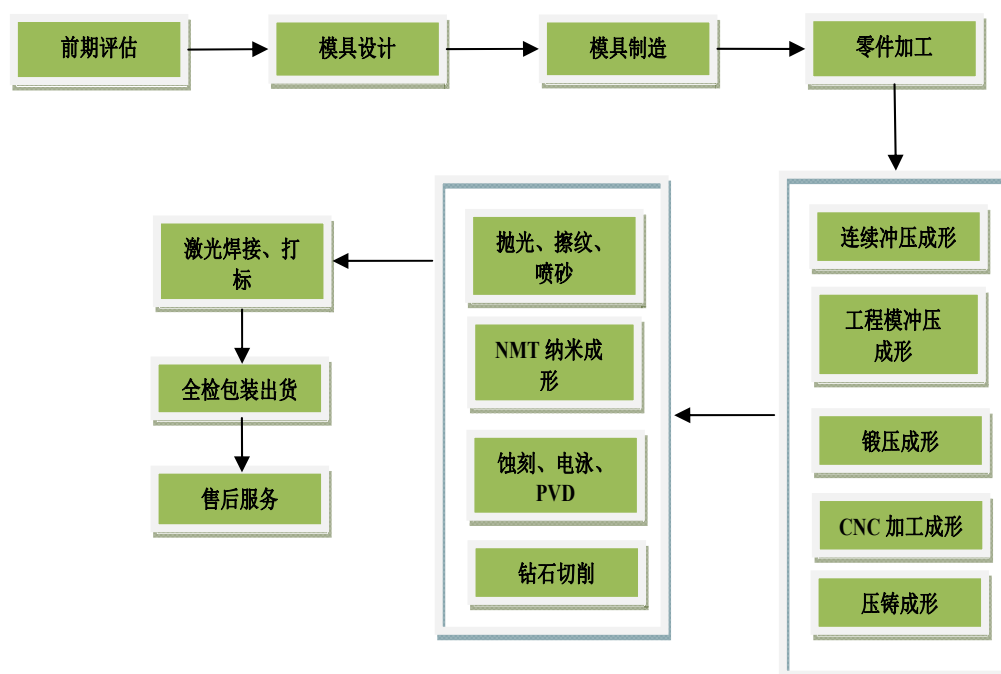 前期评估
模具设计
模具制造
零件加工
连续冲压成形
工程模冲压
成形
锻压成形
CNC 加工成形
压铸成形
抛光、擦纹、
喷砂
NMT 纳米成
形
蚀刻、电泳、
PVD
钻石切削
激光焊接、打
标
全检包装出货
售后服务